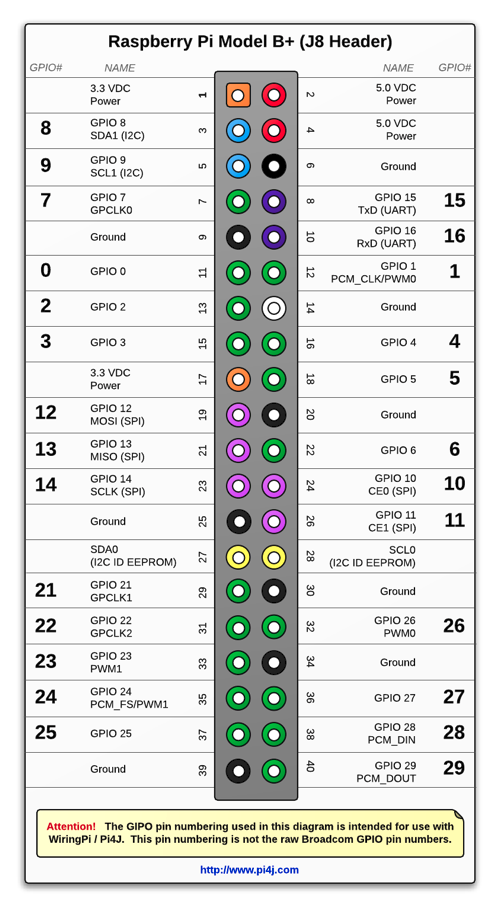 Raspberry Pi Model B+ (J8 Header)
GPIO# NAME NAME GPIO#
3.3 VDC
Power 1 2 5.0 VDC
Power
8 GPIO 8
SDA1 (I2C) 3 4 5.0 VDC
Power
9 GPIO 9
SCL1 (I2C) 5 6 Ground
7 GPIO 7
GPCLK0 7 8 GPIO 15
TxD (UART) 15
Ground 9 10 GPIO 16
RxD (UART) 16
0 GPIO 0 11 12 GPIO 1
PCM_CLK/PWM0 1
2 GPIO 2 13 14 Ground
3 GPIO 3 15 16 GPIO 4 4
3.3 VDC
Power 17 18 GPIO 5 5
12 GPIO 12
MOSI (SPI) 19 20 Ground
13 GPIO 13
MISO (SPI) 21 22 GPIO 6 6
14 GPIO 14
SCLK (SPI) 23 24 GPIO 10
CE0 (SPI) 10
Ground 25 26 GPIO 11
CE1 (SPI) 11
SDA0
(I2C ID EEPROM) 27 28 SCL0
(I2C ID EEPROM)
21 GPIO 21
GPCLK1 29 30 Ground
22 GPIO 22
GPCLK2 31 32 GPIO 26
PWM0 26
23 GPIO 23
PWM1 33 34 Ground
24 GPIO 24
PCM_FS/PWM1 35 36 GPIO 27 27
25 GPIO 25 37 38 GPIO 28
PCM_DIN 28
Ground 39 40 GPIO 29
PCM_DOUT 29
Attention! The GIPO pin numbering used in this diagram is intended for use with
WiringPi / Pi4J. This pin numbering is not the raw Broadcom GPIO pin numbers.
http://www.pi4j.com